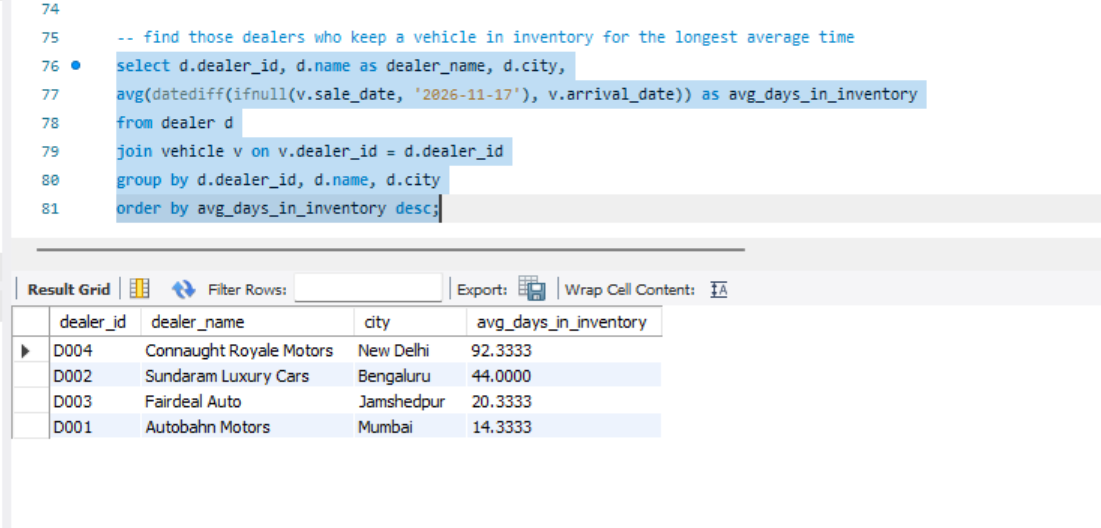 74
75 -- find those dealers who keep a vehicle in inventory for the longest average time
76 select d.dealer_id, d.name as dealer_name, d.city,
77 avg(datediff(ifnull(v.sale_date, '2026-11-17'), v.arrival_date)) as avg_days_in_inventory
78 from dealer d
79 join vehicle v on v.dealer_id = d.dealer_id
80 group by d.dealer_id, d.name, d.city
81 order by avg_days_in_inventory desc;
Result Grid Filter Rows: Export: Wrap Cell Content: IA
dealer_id dealer_name city avg_days_in_inventory
D004 Connaught Royale Motors New Delhi 92.3333
D002 Sundaram Luxury Cars Bengaluru 44.0000
D003 Fairdeal Auto Jamshedpur 20.3333
D001 Autobahn Motors Mumbai 14.3333